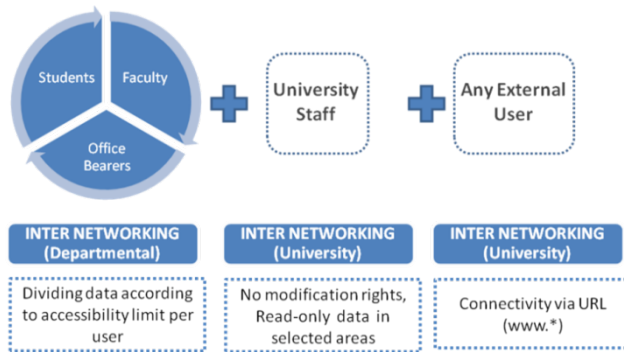 Students
Faculty
Office
Bearers
University
Staff
Any External
User
INTER NETWORKING
(Departmental)
INTER NETWORKING
(University)
INTER NETWORKING
(University)
Dividing data according
to accessibility limit per
user
No modification rights,
Read-only data in
selected areas
Connectivity via URL
(www.*)